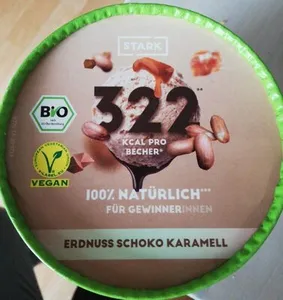 STARK
322**
KCAL PRO
BECHER*
BIO
VEGAN
100% NATÜRLICH***
FÜR GEWINNERINNEN
ERDNUSS SCHOKO KARAMELL